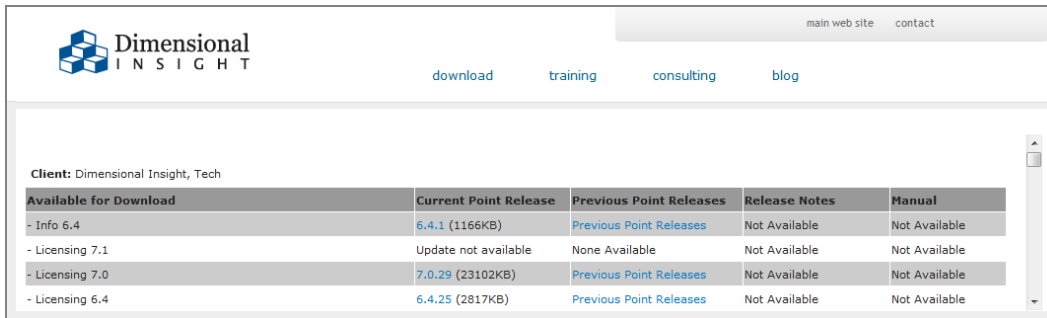 main web site contact
Dimensional
INSIGHT
download training consulting blog
Client: Dimensional Insight, Tech
Available for Download Current Point Release Previous Point Releases Release Notes Manual
- Info 6.4 6.4.1 (1166KB) Previous Point Releases Not Available Not Available
- Licensing 7.1 Update not available None Available Not Available Not Available
- Licensing 7.0 7.0.29 (23102KB) Previous Point Releases Not Available Not Available
- Licensing 6.4 6.4.25 (2817KB) Previous Point Releases Not Available Not Available